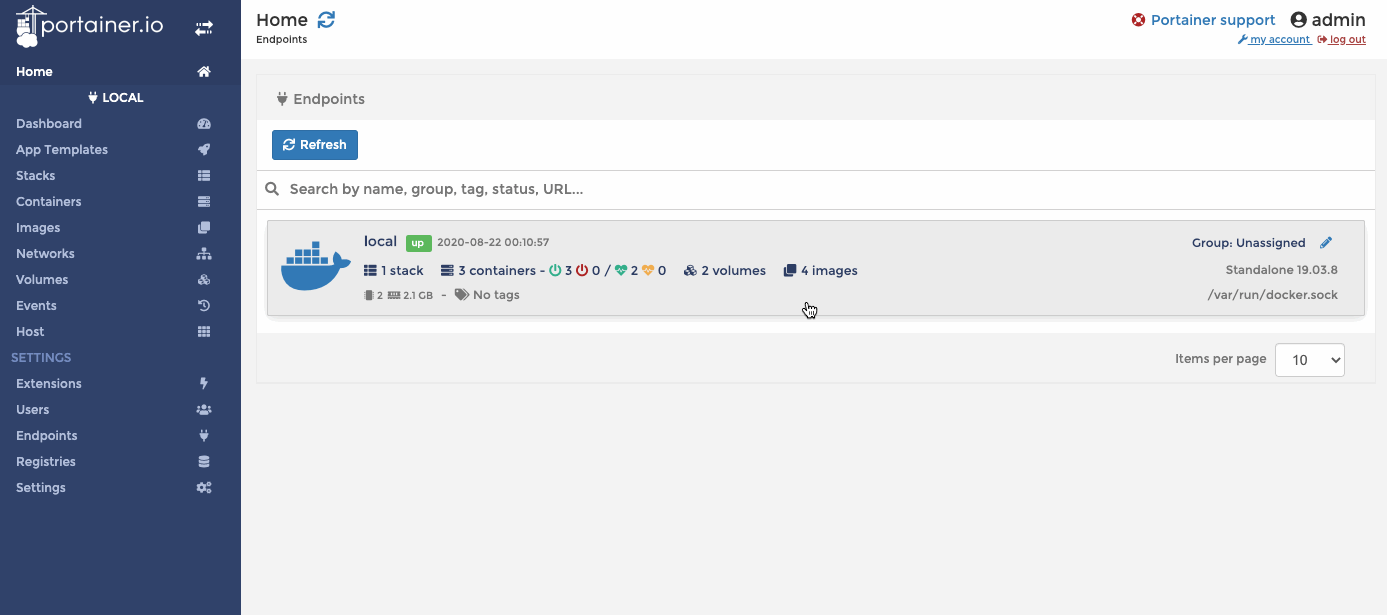 portainer.io
Home
LOCAL
Dashboard
App Templates
Stacks
Containers
Images
Networks
Volumes
Events
Host
SETTINGS
Extensions
Users
Endpoints
Registries
Settings
Home
Endpoints
Portainer support admin
my account log out
Endpoints
Refresh
Search by name, group, tag, status, URL...
local up 2020-08-22 00:10:57 Group: Unassigned
1 stack 3 containers - 3 0 / 2 0 2 volumes 4 images Standalone 19.03.8
2 2.1 GB - No tags /var/run/docker.sock
Items per page 10